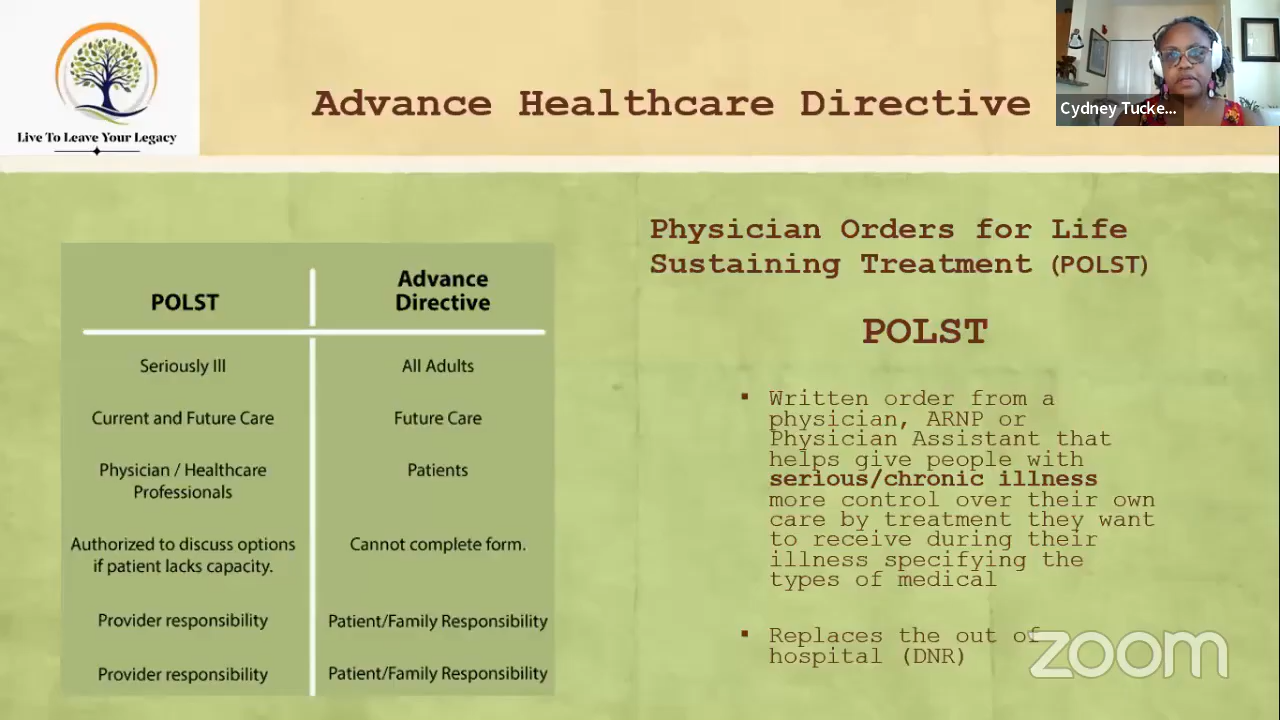 Live To Leave Your Legacy
Advance Healthcare Directive
Cydney Tucke...
POLST
Advance
Directive
Seriously Ill
All Adults
Current and Future Care
Future Care
Physician / Healthcare
Professionals
Patients
Authorized to discuss options
if patient lacks capacity.
Cannot complete form.
Provider responsibility
Patient/Family Responsibility
Provider responsibility
Patient/Family Responsibility
Physician Orders for Life
Sustaining Treatment (POLST)
POLST
▪ Written order from a
physician, ARNP or
Physician Assistant that
helps give people with
serious/chronic illness
more control over their own
care by treatment they want
to receive during their
illness specifying the
types of medical
▪ Replaces the out of
hospital (DNR)
zoom